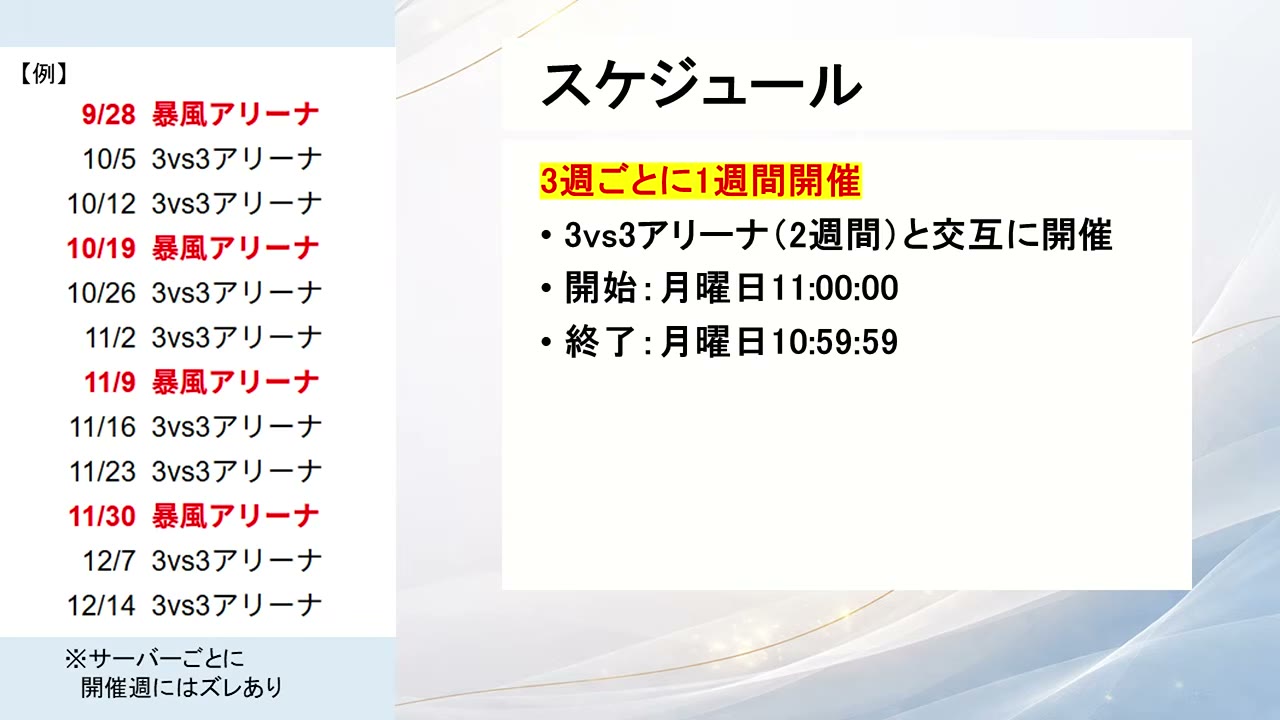 【例】
9/28 暴風アリーナ
10/5 3vs3アリーナ
10/12 3vs3アリーナ
10/19 暴風アリーナ
10/26 3vs3アリーナ
11/2 3vs3アリーナ
11/9 暴風アリーナ
11/16 3vs3アリーナ
11/23 3vs3アリーナ
11/30 暴風アリーナ
12/7 3vs3アリーナ
12/14 3vs3アリーナ
※サーバーごとに
開催週にはズレあり
スケジュール
3週ごとに1週間開催
• 3vs3アリーナ（2週間）と交互に開催
• 開始：月曜日11:00:00
• 終了：月曜日10:59:59